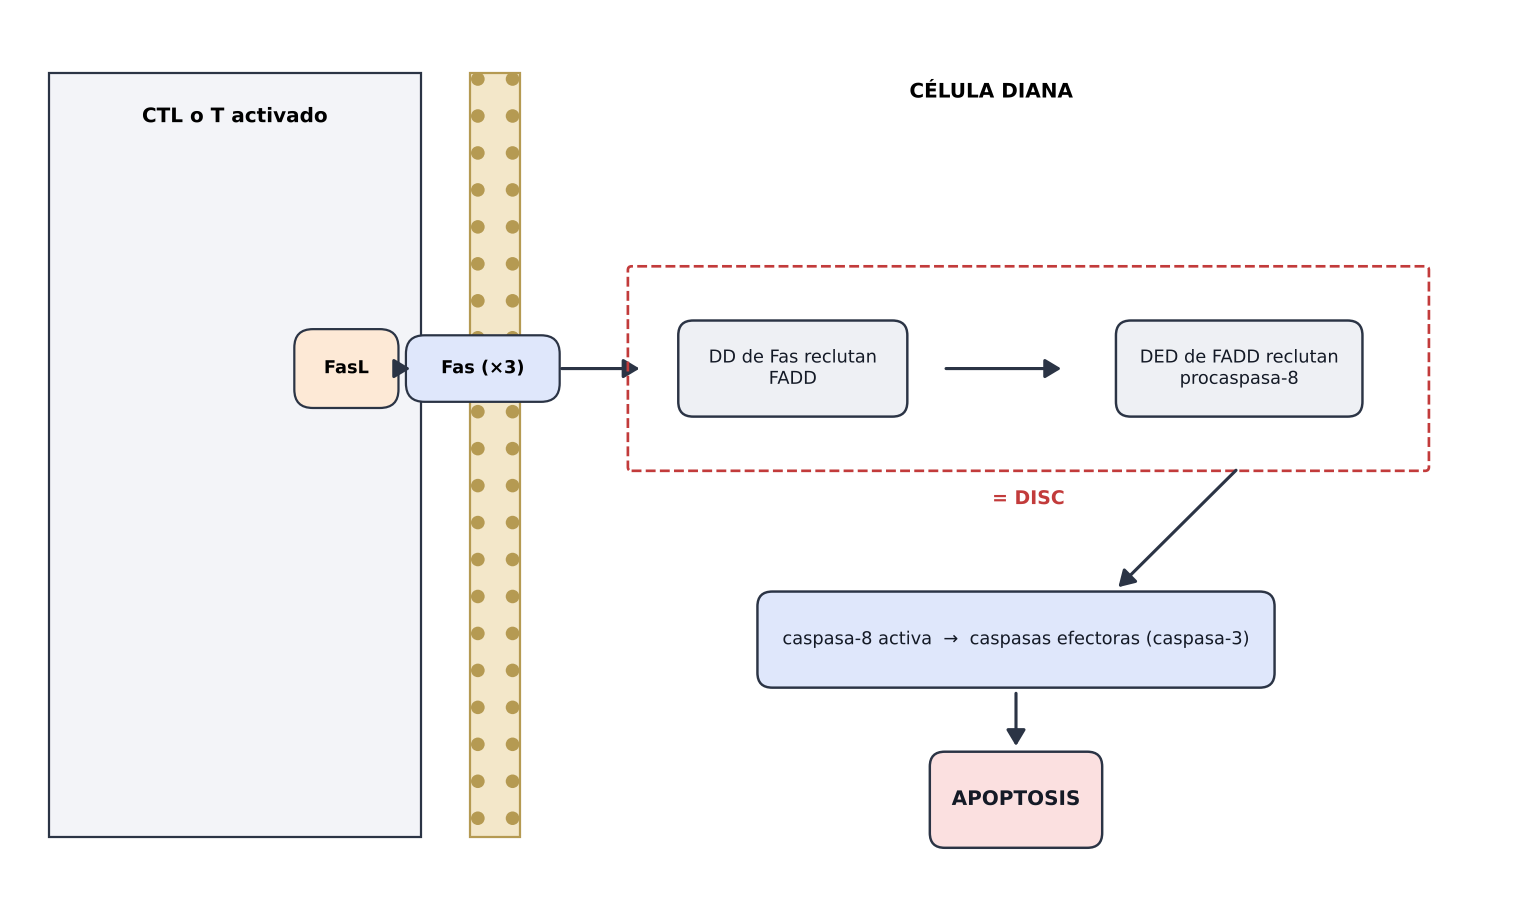 CTL o T activado
CÉLULA DIANA
FasL
Fas (×3)
DD de Fas reclutan
FADD
DED de FADD reclutan
procaspasa-8
= DISC
caspasa-8 activa → caspasas efectoras (caspasa-3)
APOPTOSIS